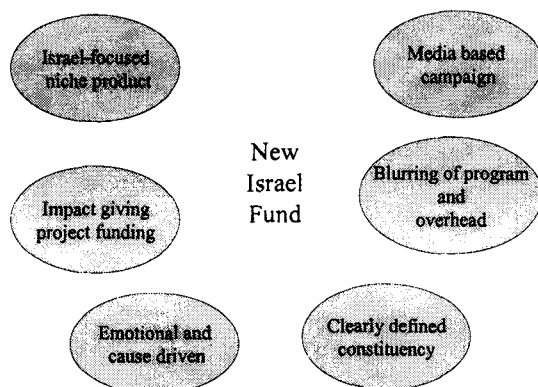 Israel-focused
niche product
Media based
campaign
New
Israel
Fund
Impact giving
project funding
Blurring of program
and
overhead
Emotional and
cause driven
Clearly defined
constituency